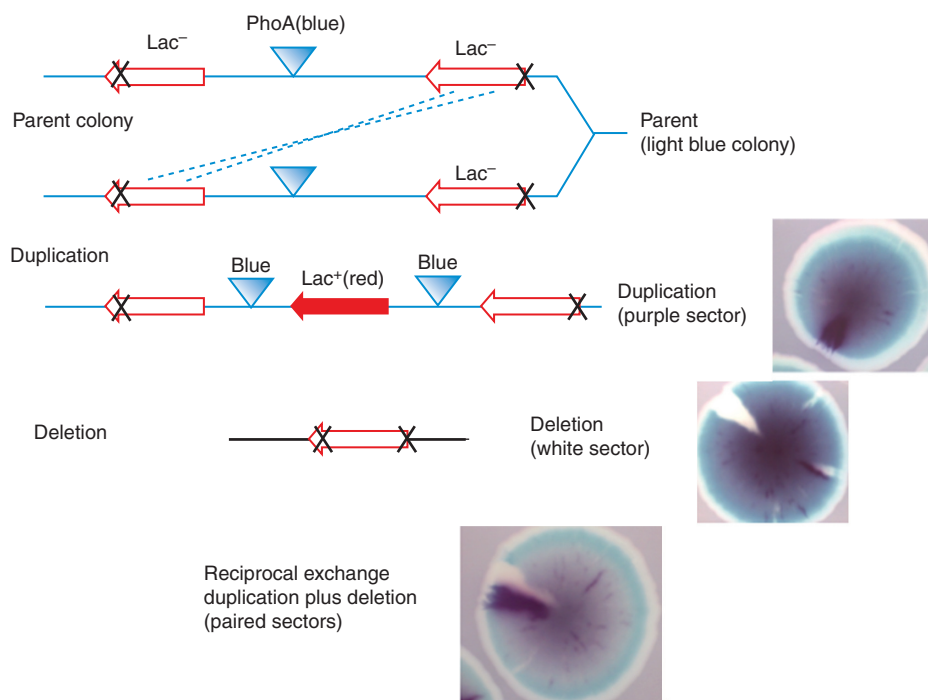 PhoA(blue)
Lac⁻
Lac⁻
Parent colony
Parent
(light blue colony)
Lac⁻
Duplication
Blue
Lac⁺(red)
Blue
Duplication
(purple sector)
Deletion
Deletion
(white sector)
Reciprocal exchange
duplication plus deletion
(paired sectors)